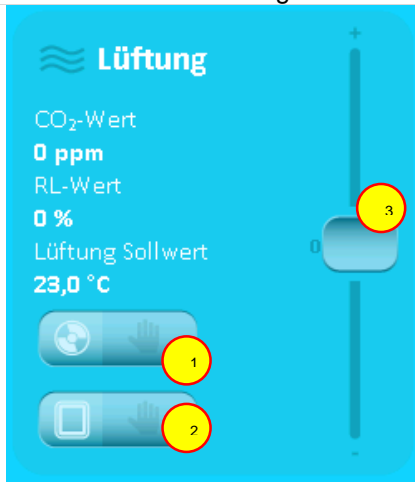 Lüftung
CO₂-Wert
0 ppm
RL-Wert
0 %
Lüftung Sollwert
23,0 °C
+
3
0
1
2
-